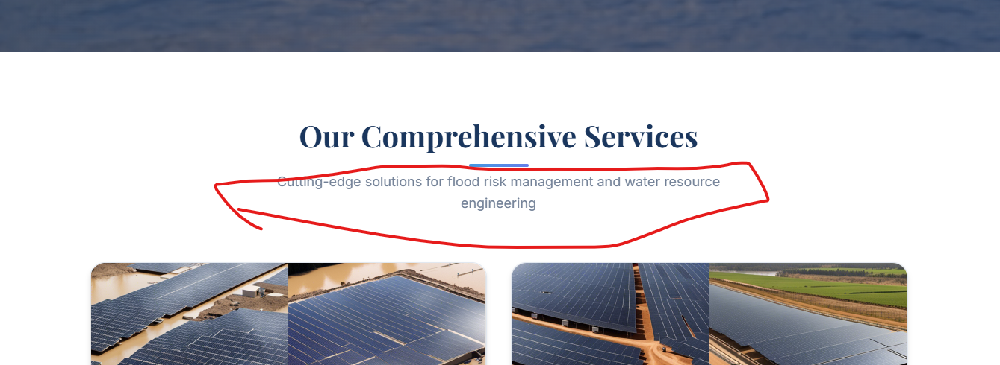 Our Comprehensive Services
Cutting-edge solutions for flood risk management and water resource
engineering